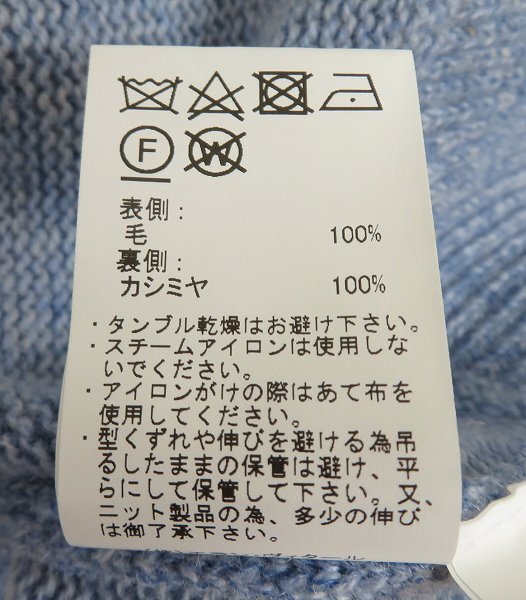 F W
表側：
毛 100%
裏側：
カシミヤ 100%
・タンブル乾燥はお避け下さい。
・スチームアイロンは使用しな
いでください。
・アイロンがけの際はあて布を
使用してください。
・型くずれや伸びを避ける為吊
るしたままの保管は避け、平
らにして保管して下さい。又、
ニット製品の為、多少の伸び
は御了承下さい。